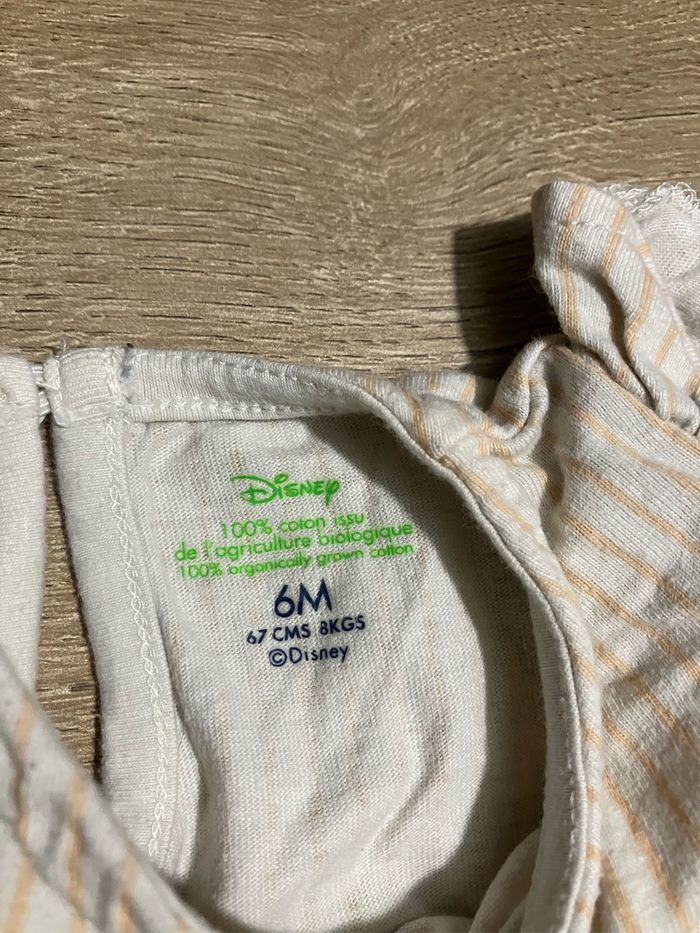 Disney
100% coton issu
de l'agriculture biologique
100% organically grown cotton
6M
67 CMS 8KGS
©Disney